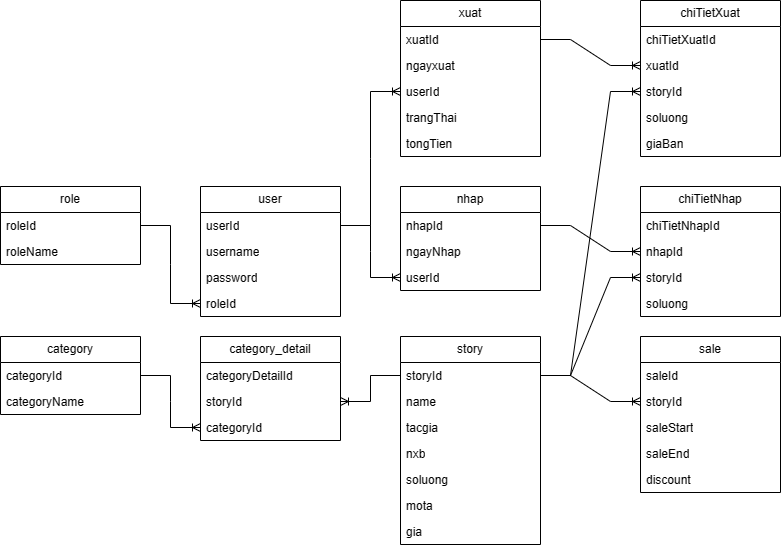 xuat
xuatId
ngayxuat
userId
trangThai
tongTien
chiTietXuat
chiTietXuatId
xuatId
storyId
soluong
giaBan
role
roleId
roleName
user
userId
username
password
roleId
nhap
nhapId
ngayNhap
userId
chiTietNhap
chiTietNhapId
nhapId
storyId
soluong
category
categoryId
categoryName
category_detail
categoryDetailId
storyId
categoryId
story
storyId
name
tacgia
nxb
soluong
mota
gia
sale
saleId
storyId
saleStart
saleEnd
discount